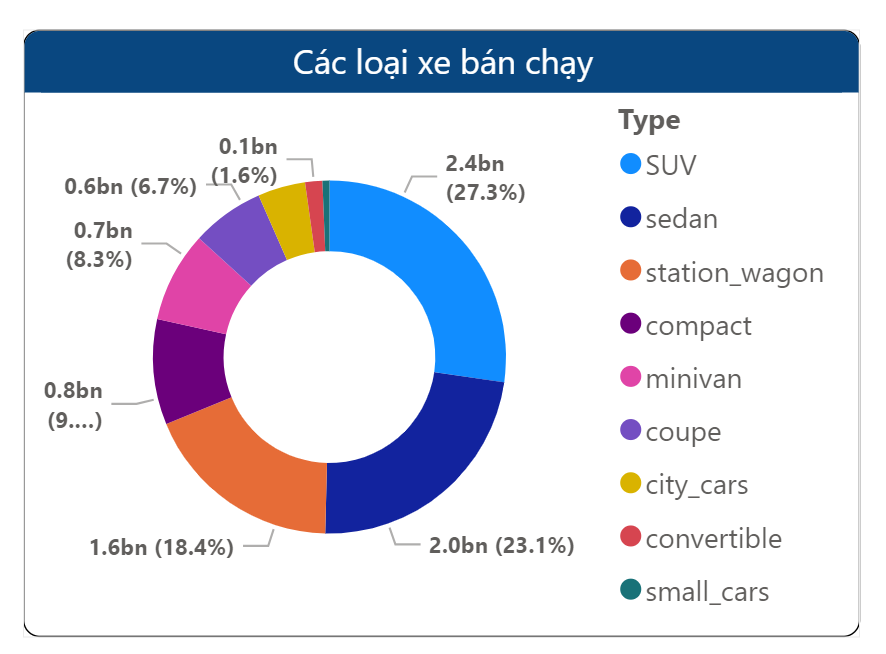 Các loại xe bán chạy
Type
SUV
sedan
station_wagon
compact
minivan
coupe
city_cars
convertible
small_cars
2.4bn
(27.3%)
2.0bn (23.1%)
1.6bn (18.4%)
0.8bn
(9....)
0.7bn
(8.3%)
0.6bn (6.7%)
0.1bn
(1.6%)